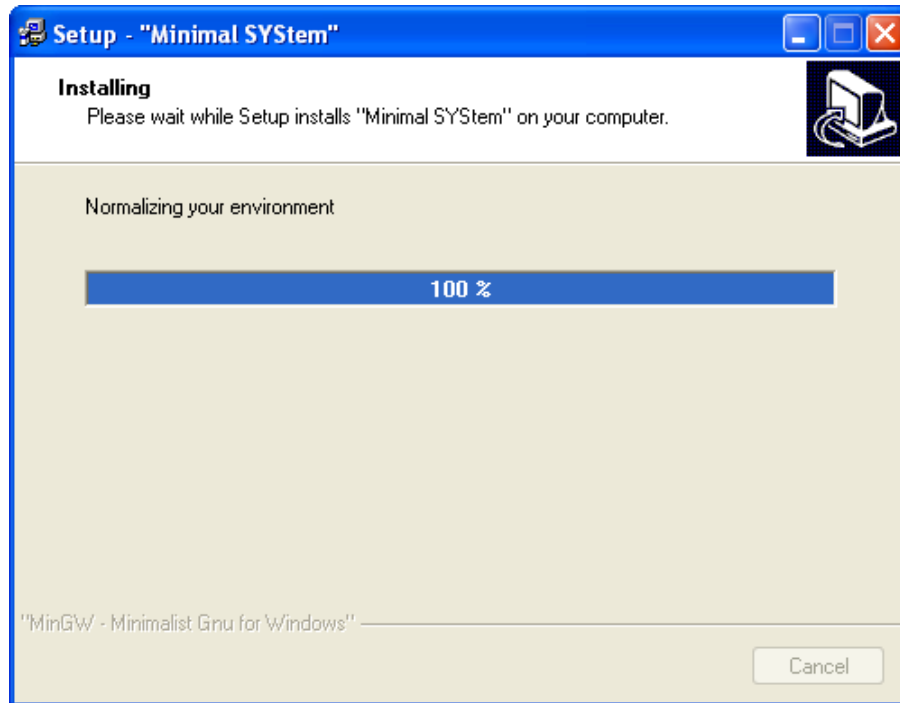 Setup - "Minimal SYStem"
Installing
Please wait while Setup installs "Minimal SYStem" on your computer.
Normalizing your environment
100 %
"MinGW - Minimalist Gnu for Windows"
Cancel